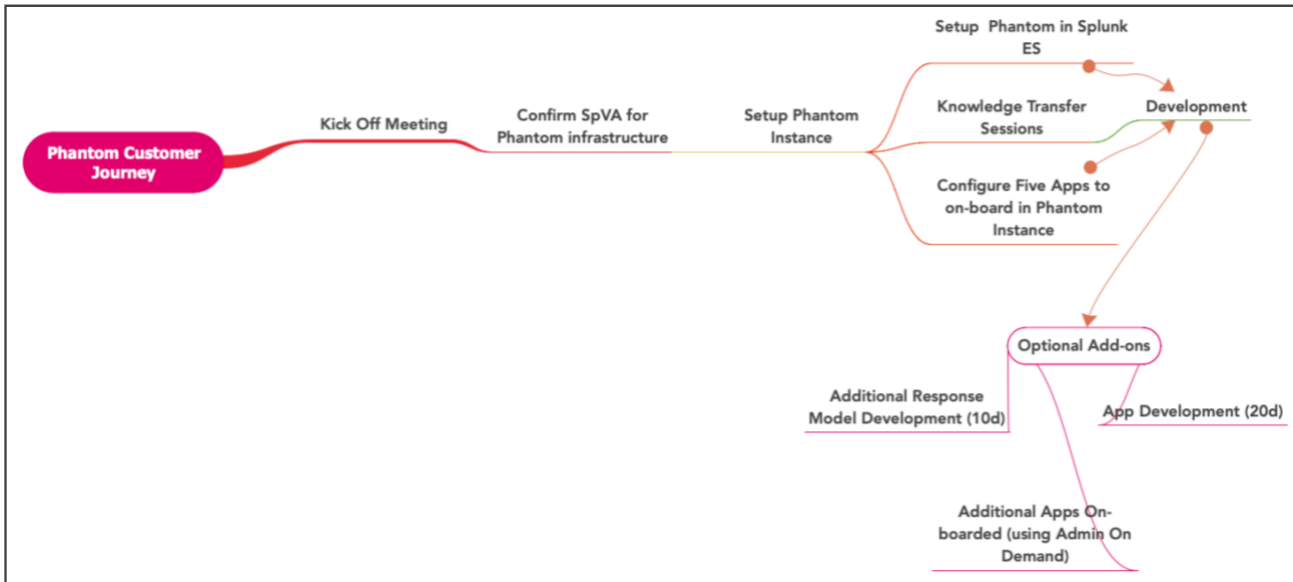 Phantom Customer
Journey
Kick Off Meeting
Confirm SpVA for
Phantom infrastructure
Setup Phantom
Instance
Setup Phantom in Splunk
ES
Knowledge Transfer
Sessions
Configure Five Apps to
on-board in Phantom
Instance
Development
Optional Add-ons
Additional Response
Model Development (10d)
App Development (20d)
Additional Apps On-
boarded (using Admin On
Demand)